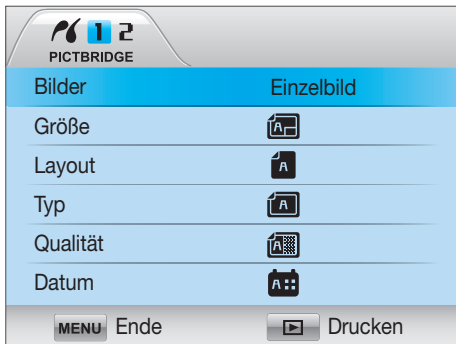 1 2
PICTBRIDGE
Bilder Einzelbild
Größe A
Layout A
Typ A
Qualität A
Datum A
MENU Ende Drucken